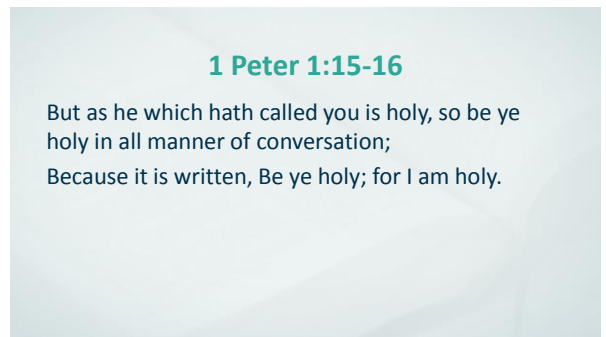 1 Peter 1:15-16
But as he which hath called you is holy, so be ye
holy in all manner of conversation;
Because it is written, Be ye holy; for I am holy.